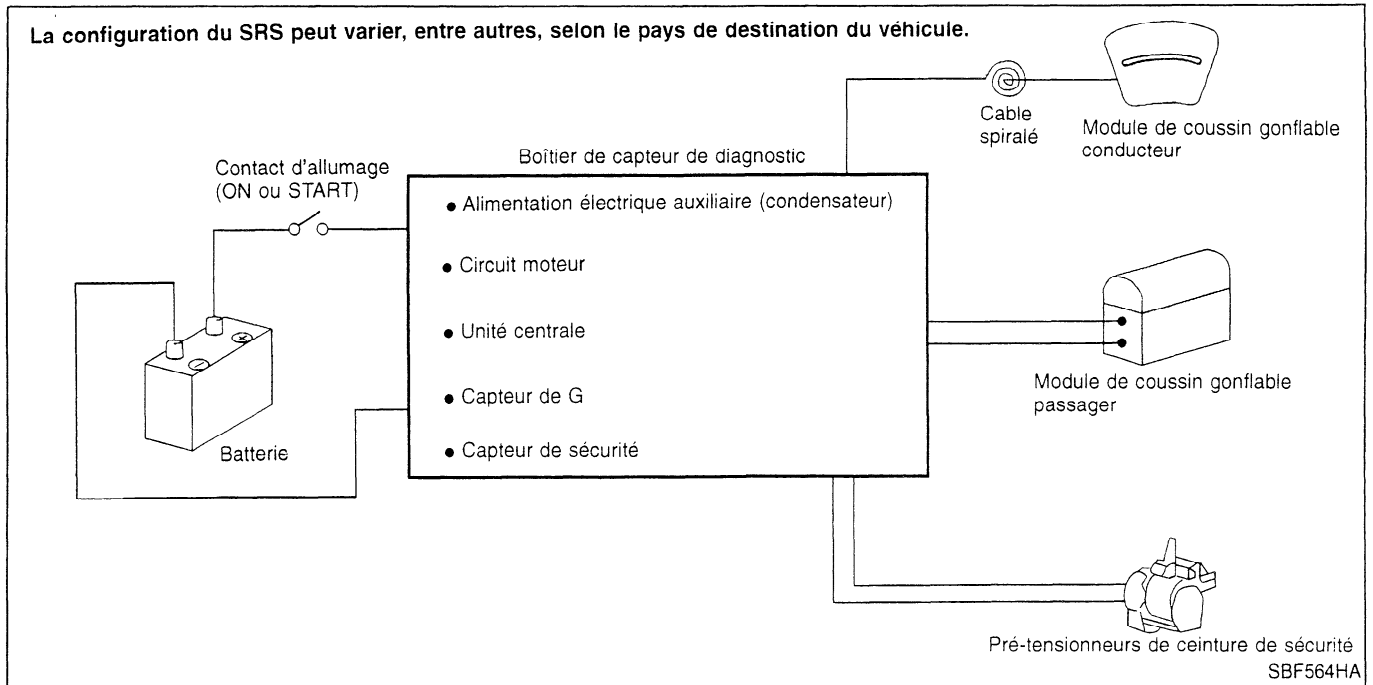 La configuration du SRS peut varier, entre autres, selon le pays de destination du véhicule.
Cable
spiralé
Module de coussin gonflable
conducteur
Contact d'allumage
(ON ou START)
Boîtier de capteur de diagnostic
● Alimentation électrique auxiliaire (condensateur)
● Circuit moteur
● Unité centrale
● Capteur de G
● Capteur de sécurité
+
−
Batterie
Module de coussin gonflable
passager
Pré-tensionneurs de ceinture de sécurité
SBF564HA